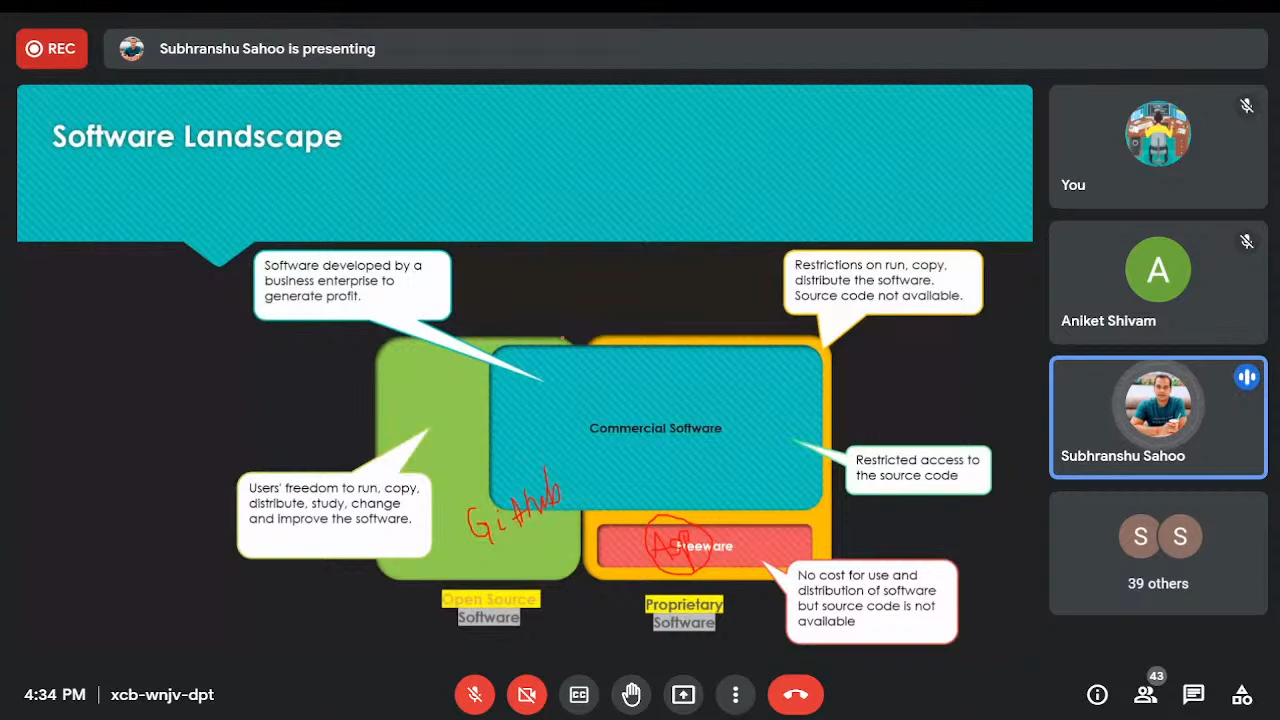 REC
Subhranshu Sahoo is presenting
Software Landscape
Software developed by a
business enterprise to
generate profit.
Restrictions on run, copy,
distribute the software.
Source code not available.
Commercial Software
Restricted access to
the source code
Users' freedom to run, copy,
distribute, study, change
and improve the software.
GitHub
Freeware
No cost for use and
distribution of software
but source code is not
available
Open Source
Software
Proprietary
Software
You
A
Aniket Shivam
Subhranshu Sahoo
S S
39 others
4:34 PM | xcb-wnjv-dpt
CC
43